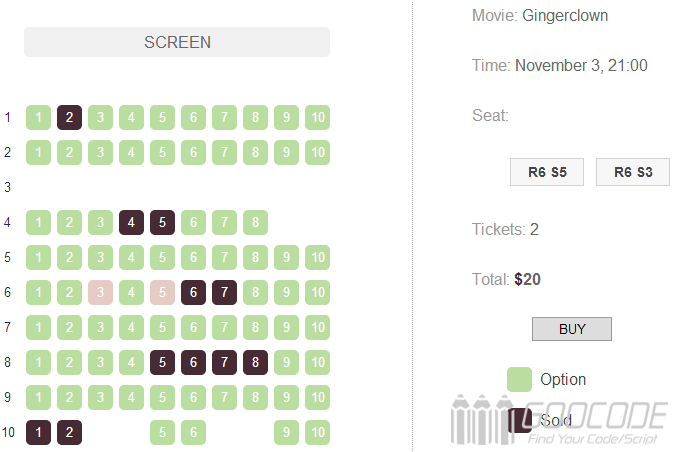 SCREEN
1 1 2 3 4 5 6 7 8 9 10
2 1 2 3 4 5 6 7 8 9 10
3
4 1 2 3 4 5 6 7 8
5 1 2 3 4 5 6 7 8 9 10
6 1 2 3 4 5 6 7 8 9 10
7 1 2 3 4 5 6 7 8 9 10
8 1 2 3 4 5 6 7 8 9 10
9 1 2 3 4 5 6 7 8 9 10
10 1 2 5 6 9 10
Movie: Gingerclown
Time: November 3, 21:00
Seat:
R6 S5 R6 S3
Tickets: 2
Total: $20
BUY
Option
Sold
GOOCODE
Find Your Code/Script